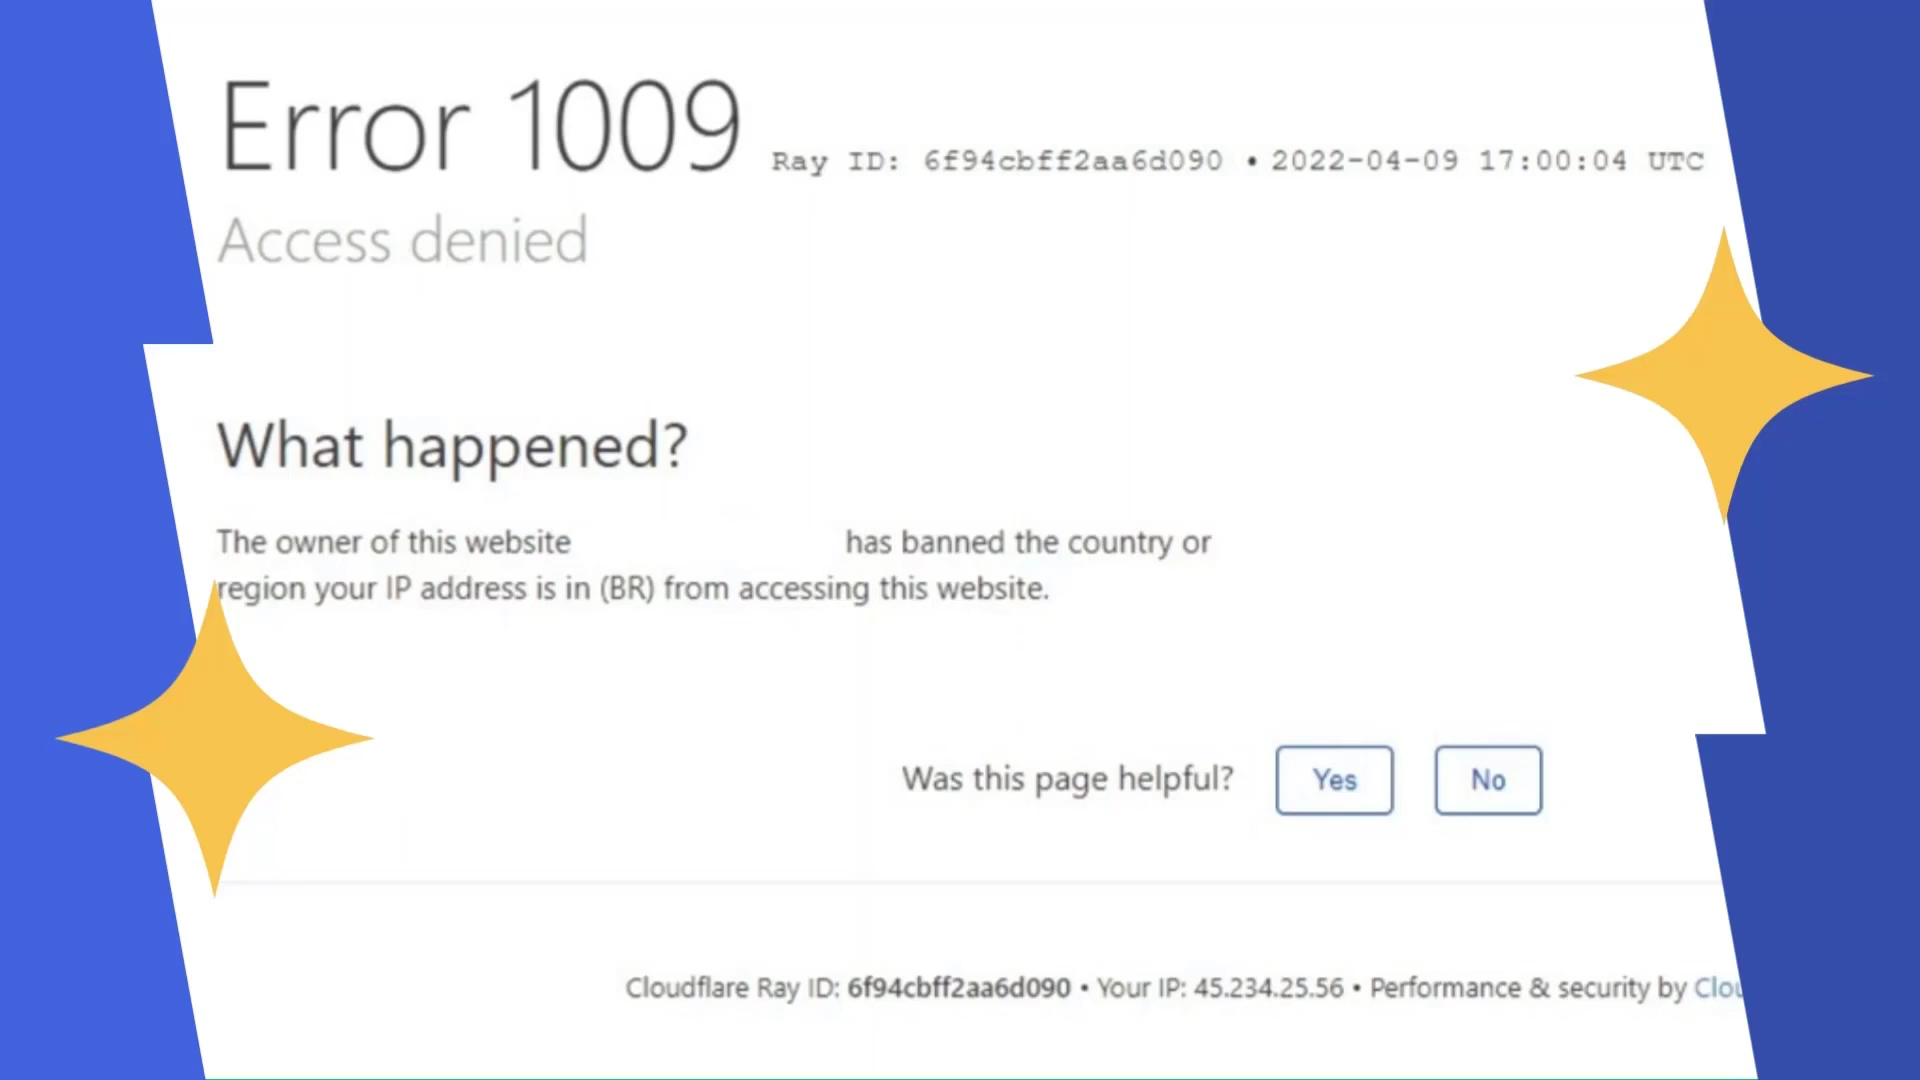 Error 1009 Ray ID: 6f94cbff2aa6d090 • 2022-04-09 17:00:04 UTC
Access denied
What happened?
The owner of this website has banned the country or
region your IP address is in (BR) from accessing this website.
Was this page helpful? Yes No
Cloudflare Ray ID: 6f94cbff2aa6d090 • Your IP: 45.234.25.56 • Performance & security by